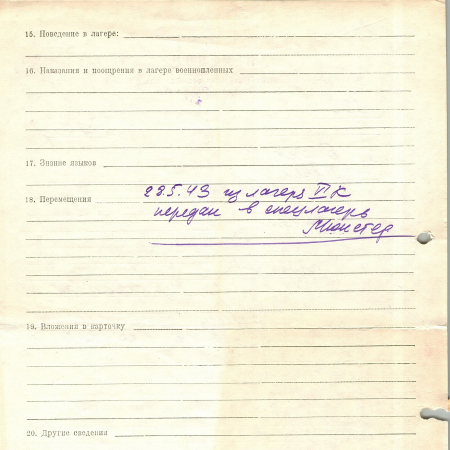 15. Поведение в лагере:
16. Наказания и поощрения в лагере военнопленных
17. Знание языков
18. Перемещения 28.5.43 из лагеря VI К
передан в спецлагерь
Мюнстер
19. Вложения в карточку
20. Другие сведения